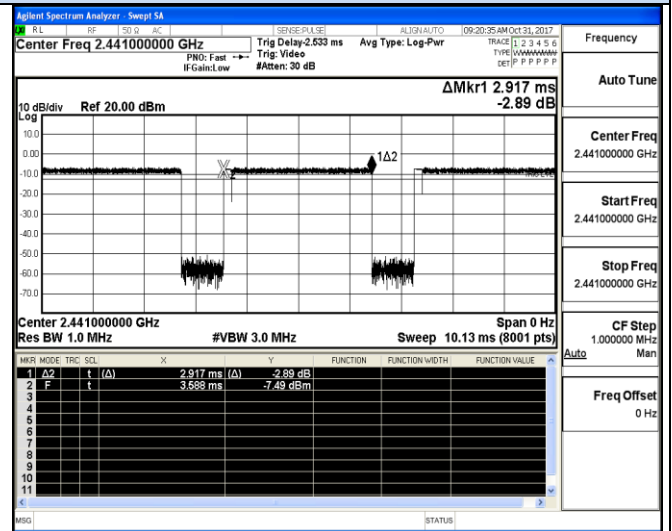 Agilent Spectrum Analyzer - Swept SA
RL RF 50 Ω AC SENSE:PULSE ALIGNAUTO 09:20:35 AM Oct 31, 2017
Center Freq 2.441000000 GHz
PNO: Fast
IFGain:Low
Trig Delay-2.533 ms
Trig: Video
#Atten: 30 dB
Avg Type: Log-Pwr
TRACE 1 2 3 4 5 6
TYPE
DET P P P P P P
ΔMkr1 2.917 ms
-2.89 dB
10 dB/div Ref 20.00 dBm
Log
10.0
0.00
-10.0
-20.0
-30.0
-40.0
-50.0
-60.0
-70.0
1Δ2
2
Center 2.441000000 GHz Span 0 Hz
Res BW 1.0 MHz #VBW 3.0 MHz Sweep 10.13 ms (8001 pts)
MKR MODE TRC SCL X Y FUNCTION FUNCTION WIDTH FUNCTION VALUE
1 Δ2 t (Δ) 2.917 ms (Δ) -2.89 dB
2 F t 3.588 ms -7.49 dBm
3
4
5
6
7
8
9
10
11
MSG STATUS
Frequency
Auto Tune
Center Freq
2.441000000 GHz
Start Freq
2.441000000 GHz
Stop Freq
2.441000000 GHz
CF Step
1.000000 MHz
Auto Man
Freq Offset
0 Hz